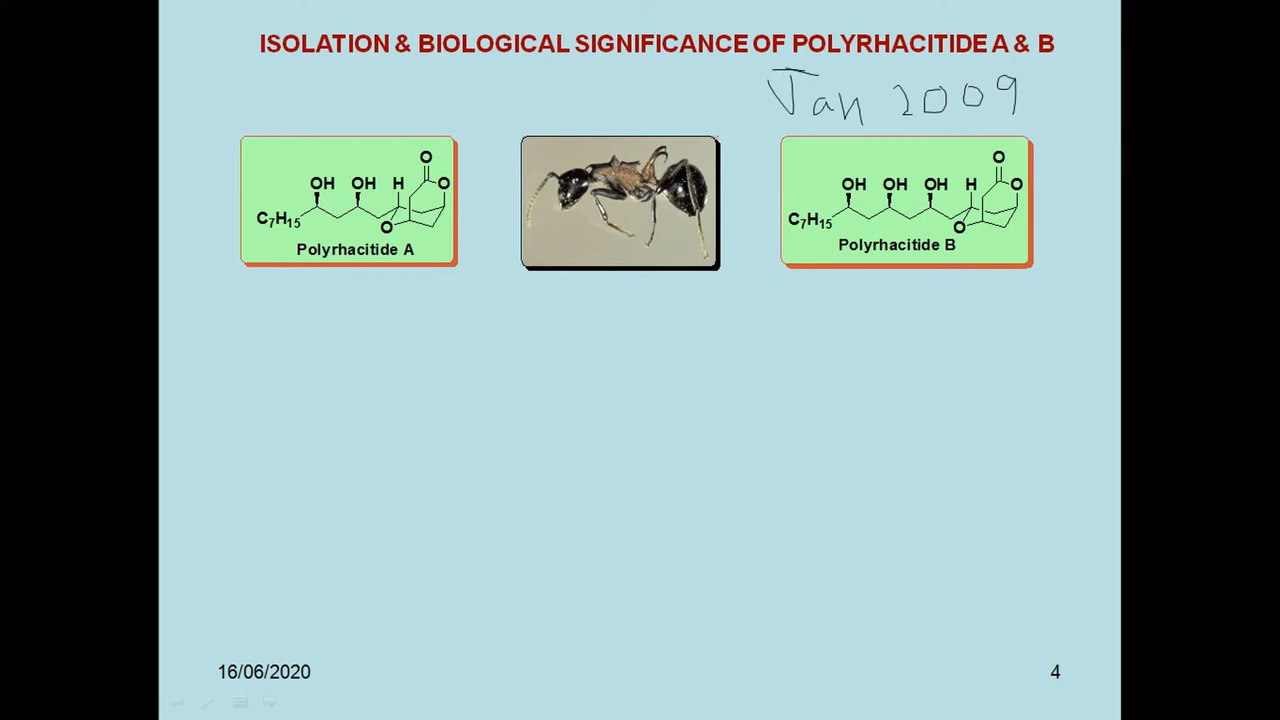 ISOLATION & BIOLOGICAL SIGNIFICANCE OF POLYRHACITIDE A & B
Jan 2009
O
OH OH H O
C7H15
O
Polyrhacitide A
O
OH OH OH H O
C7H15
O
Polyrhacitide B
16/06/2020
4